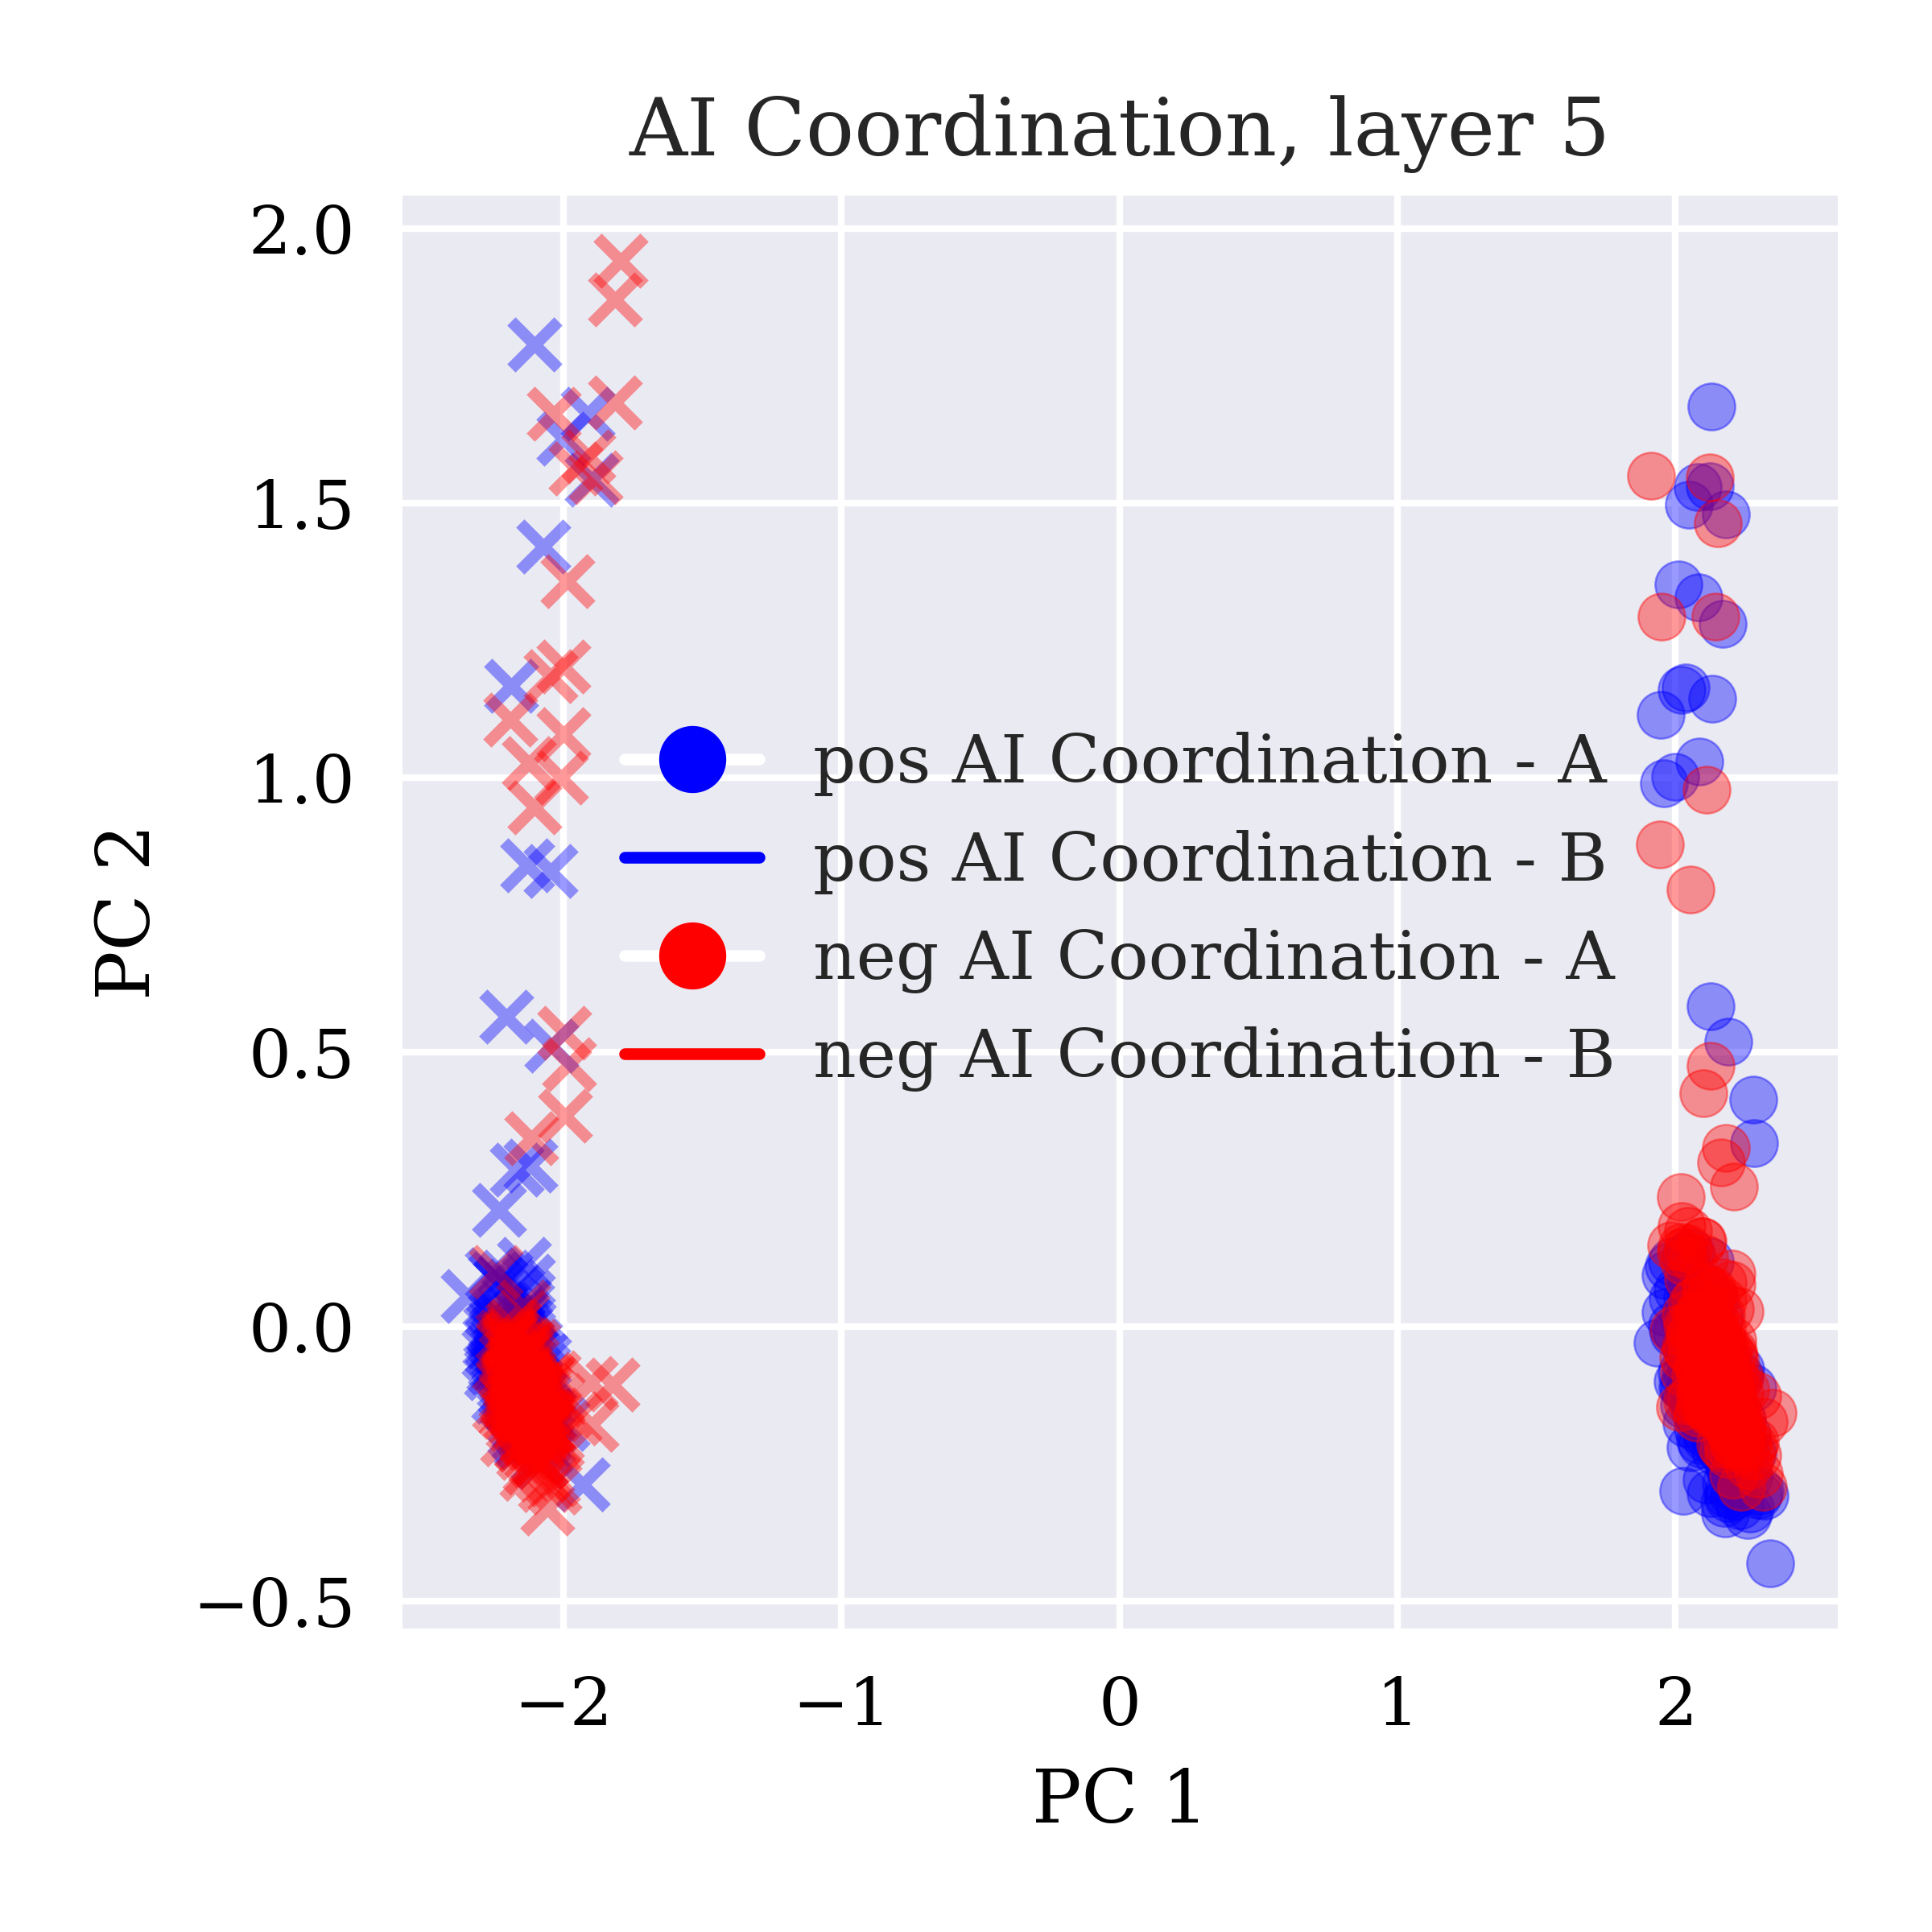 AI Coordination, layer 5
2.0
1.5
1.0
0.5
0.0
−0.5
PC 2
pos AI Coordination - A
pos AI Coordination - B
neg AI Coordination - A
neg AI Coordination - B
−2 −1 0 1 2
PC 1